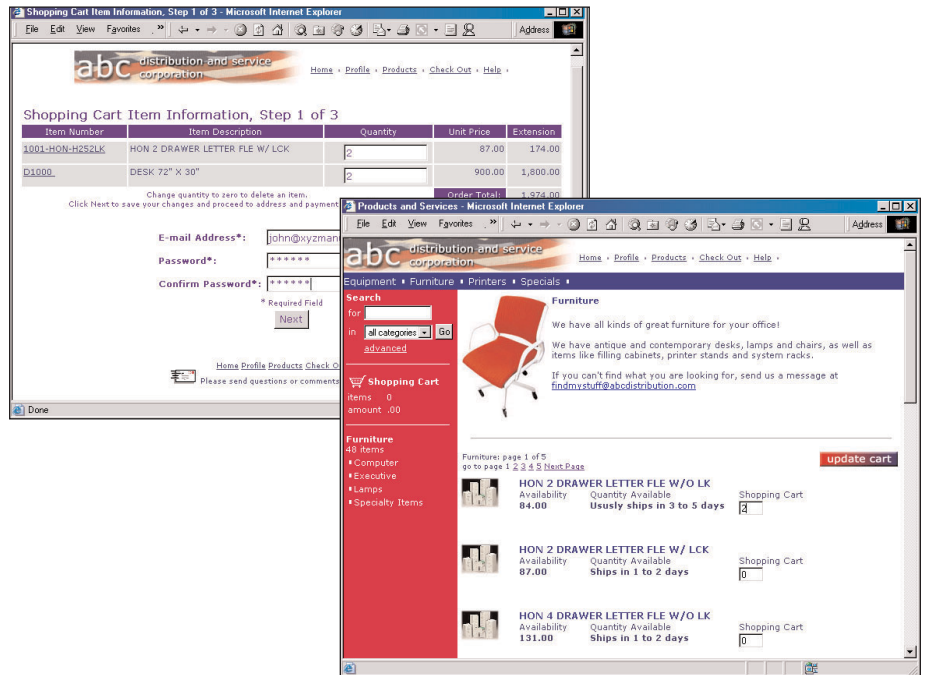 Shopping Cart Item Information, Step 1 of 3 - Microsoft Internet Explorer
File Edit View Favorites » Address
abc distribution and service corporation
Home Profile Products Check Out Help
Shopping Cart Item Information, Step 1 of 3
Item Number Item Description Quantity Unit Price Extension
1001-HON-H252LK HON 2 DRAWER LETTER FLE W/ LCK 2 87.00 174.00
D1000 DESK 72" X 30" 2 900.00 1,800.00
Change quantity to zero to delete an item. Order Total: 1,974.00
Click Next to save your changes and proceed to address and payment
E-mail Address*: john@xyzman
Password*: ******
Confirm Password*: ******
* Required Field
Next
Home Profile Products Check O
Please send questions or comments
Done
Products and Services - Microsoft Internet Explorer
File Edit View Favorites » Address
abc distribution and service corporation
Home Profile Products Check Out Help
Equipment Furniture Printers Specials
Search
for
in all categories Go
advanced
Shopping Cart
items 0
amount .00
Furniture
48 items
Computer
Executive
Lamps
Specialty Items
Furniture
We have all kinds of great furniture for your office!
We have antique and contemporary desks, lamps and chairs, as well as
items like filling cabinets, printer stands and system racks.
If you can't find what you are looking for, send us a message at
findmystuff@abcdistribution.com
Furniture: page 1 of 5
go to page 1 2 3 4 5 Next Page
update cart
HON 2 DRAWER LETTER FLE W/O LK
Availability Quantity Available Shopping Cart
84.00 Ususly ships in 3 to 5 days 2
HON 2 DRAWER LETTER FLE W/ LCK
Availability Quantity Available Shopping Cart
87.00 Ships in 1 to 2 days 0
HON 4 DRAWER LETTER FLE W/O LK
Availability Quantity Available Shopping Cart
131.00 Ships in 1 to 2 days 0